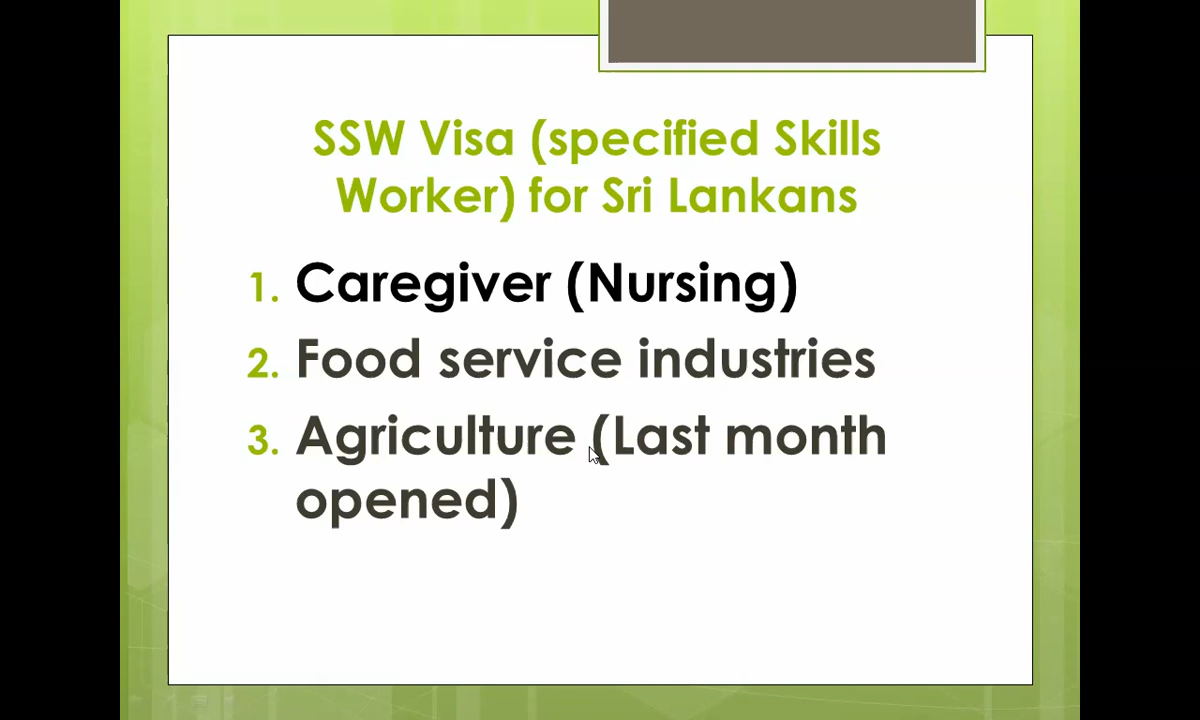 SSW Visa (specified Skills
Worker) for Sri Lankans
1. Caregiver (Nursing)
2. Food service industries
3. Agriculture (Last month
opened)